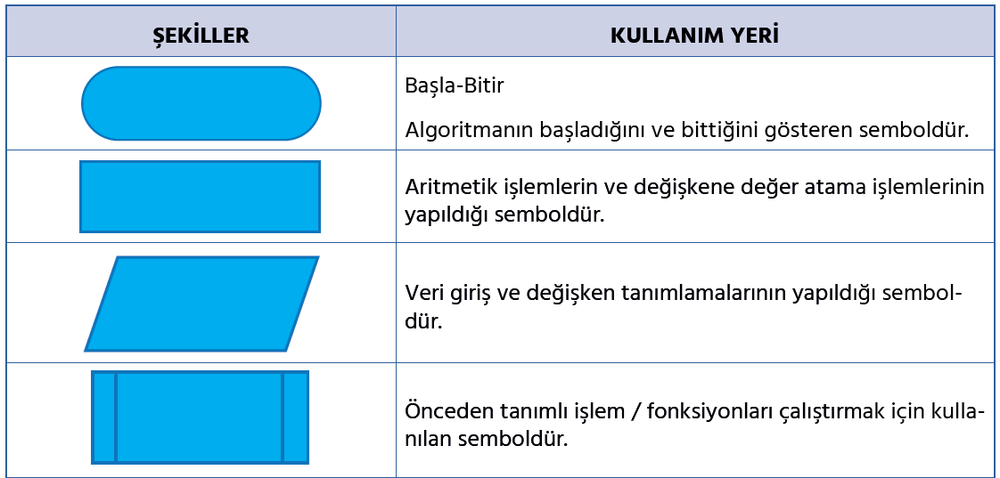 ŞEKİLLER
KULLANIM YERİ
Başla-Bitir
Algoritmanın başladığını ve bittiğini gösteren semboldür.
Aritmetik işlemlerin ve değişkene değer atama işlemlerinin
yapıldığı semboldür.
Veri giriş ve değişken tanımlamalarının yapıldığı sembol-
dür.
Önceden tanımlı işlem / fonksiyonları çalıştırmak için kulla-
nılan semboldür.